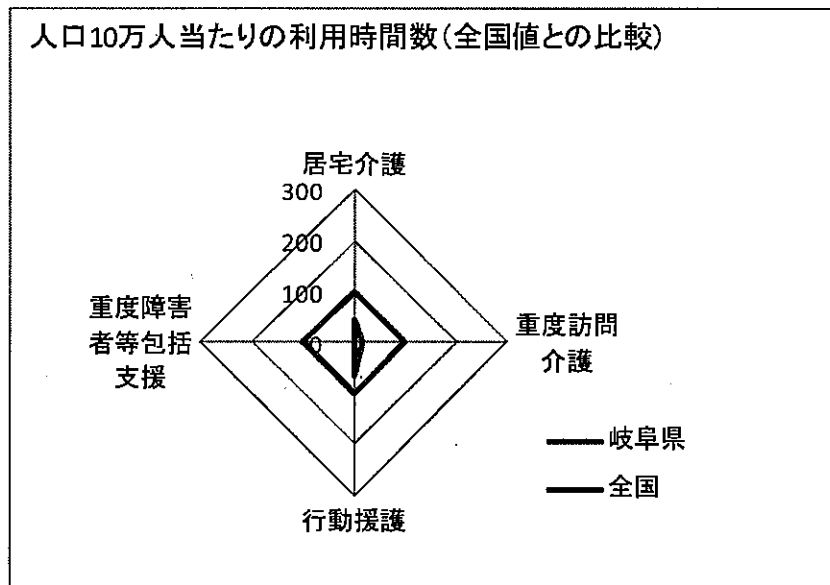 人口10万人当たりの利用時間数(全国値との比較)
居宅介護
300
200
100
0
重度障害
者等包括
支援
重度訪問
介護
行動援護
岐阜県
全国